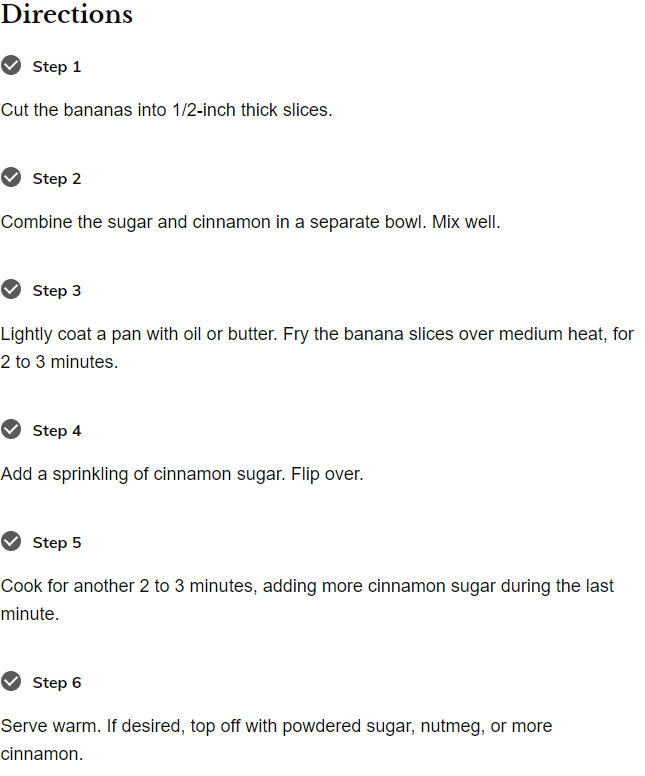 Directions
Step 1
Cut the bananas into 1/2-inch thick slices.
Step 2
Combine the sugar and cinnamon in a separate bowl. Mix well.
Step 3
Lightly coat a pan with oil or butter. Fry the banana slices over medium heat, for
2 to 3 minutes.
Step 4
Add a sprinkling of cinnamon sugar. Flip over.
Step 5
Cook for another 2 to 3 minutes, adding more cinnamon sugar during the last
minute.
Step 6
Serve warm. If desired, top off with powdered sugar, nutmeg, or more
cinnamon.